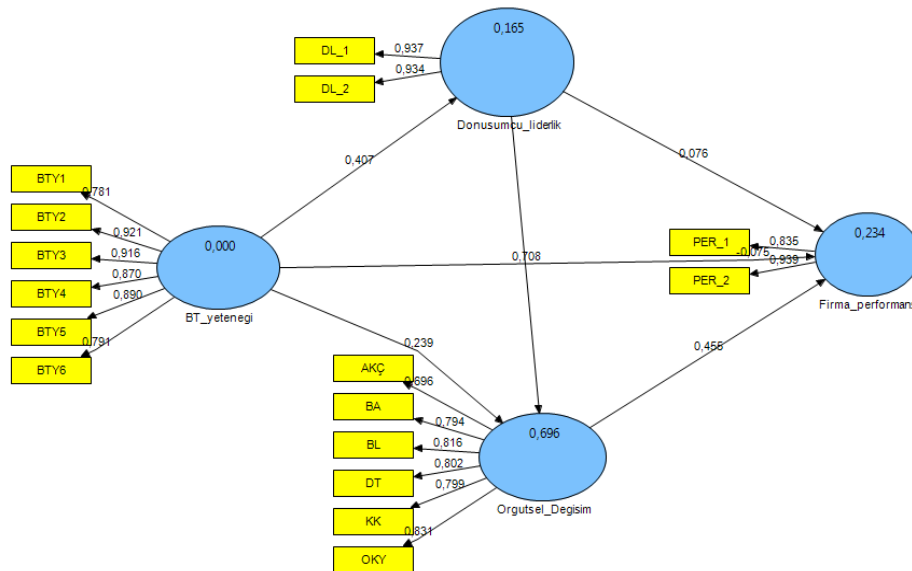 0,165
DL_1
0,937
DL_2
0,934
Donusumcu_liderlik
0,407
0,076
BTY1
0,781
BTY2
0,921
BTY3
0,916
BTY4
0,870
BTY5
0,890
BTY6
0,791
0,000
BT_yetenegi
0,708
PER_1
0,835
-0,075
PER_2
0,939
0,234
Firma_performans
0,239
0,455
AKÇ
0,696
BA
0,794
BL
0,816
DT
0,802
KK
0,799
OKY
0,831
0,696
Orgutsel_Degisim